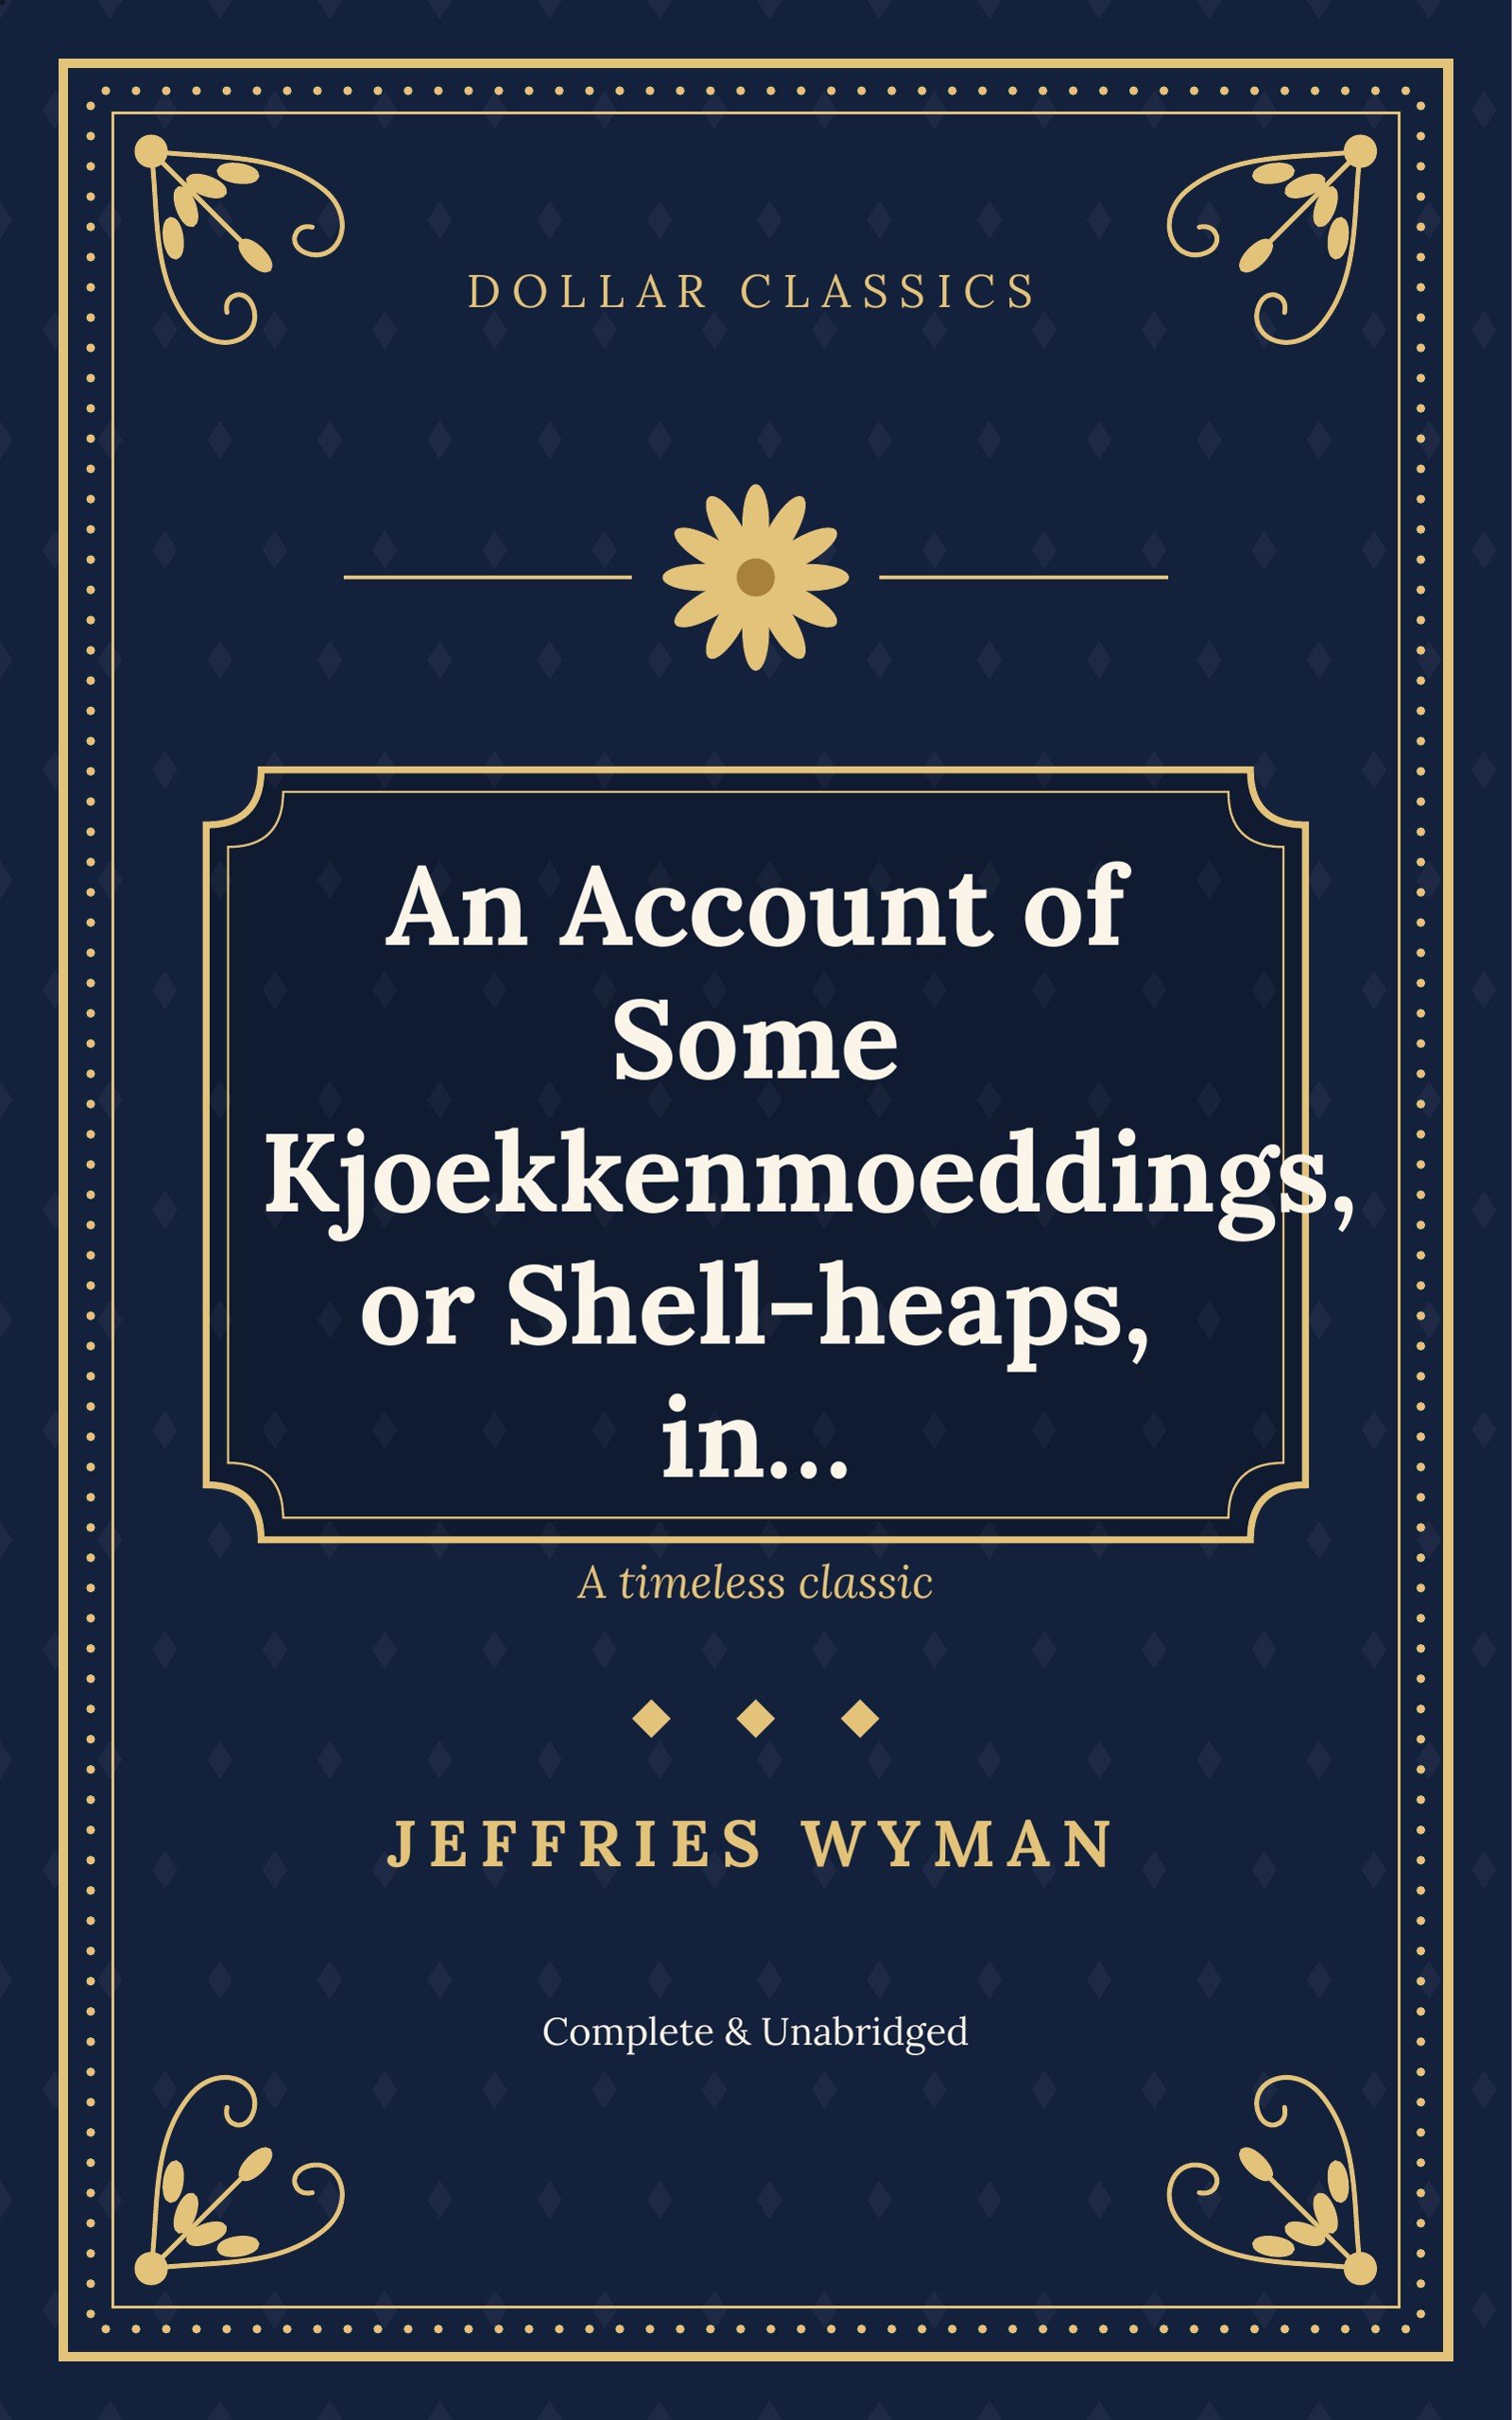 DOLLAR CLASSICS
An Account of
Some
Kjoekkenmoeddings,
or Shell-heaps,
in...
A timeless classic
JEFFRIES WYMAN
Complete & Unabridged